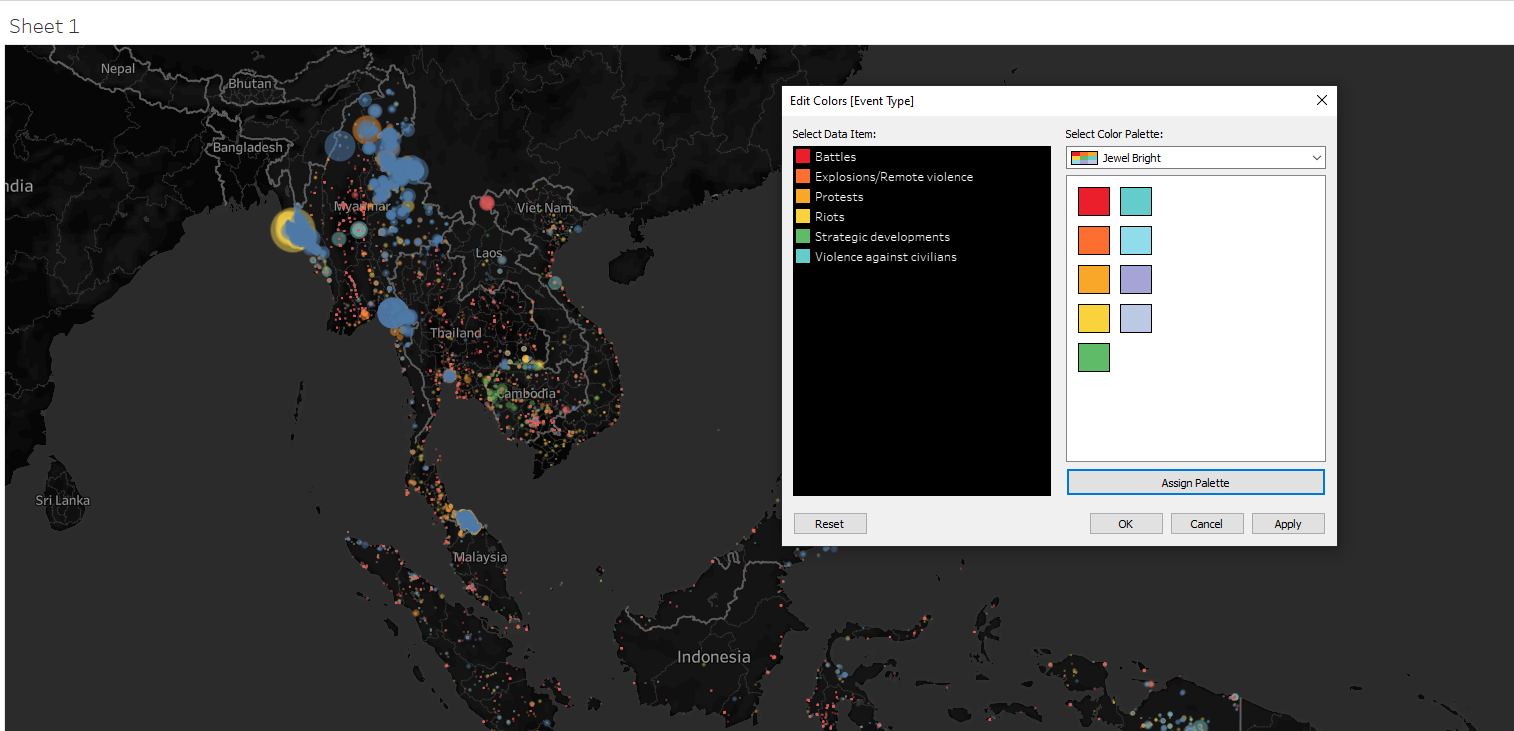 Sheet 1
Nepal
Bhutan
Bangladesh
ndia
Myanmar
Viet Nam
Laos
Thailand
Cambodia
Sri Lanka
Malaysia
Indonesia
Edit Colors [Event Type]
Select Data Item:
Battles
Explosions/Remote violence
Protests
Riots
Strategic developments
Violence against civilians
Reset
Select Color Palette:
Jewel Bright
Assign Palette
OK
Cancel
Apply